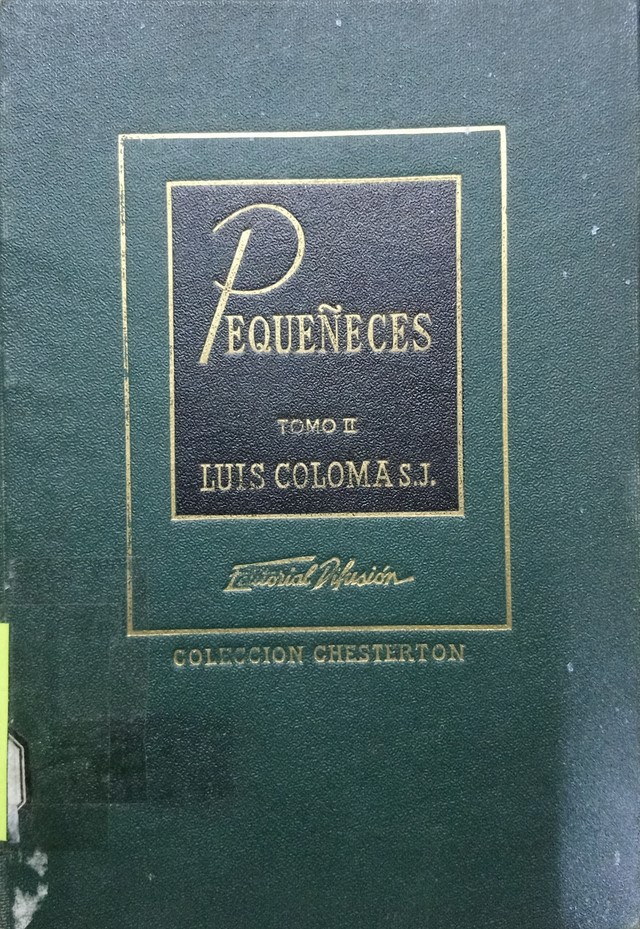 PEQUEÑECES
TOMO II
LUIS COLOMA S.J.
Editorial Difusión
COLECCION CHESTERTON